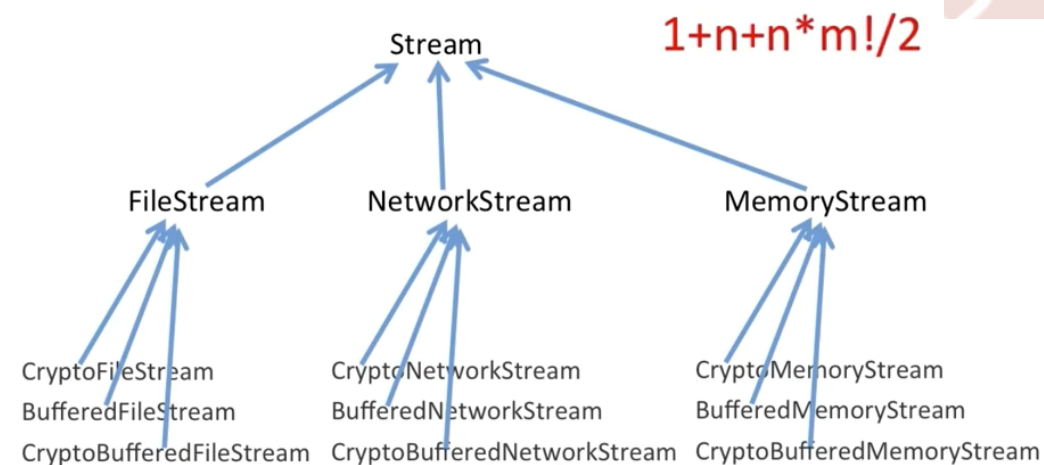 Stream
1+n+n*m!/2
FileStream
NetworkStream
MemoryStream
CryptoFileStream
CryptoNetworkStream
CryptoMemoryStream
BufferedFileStream
BufferedNetworkStream
BufferedMemoryStream
CryptoBufferedFileStream
CryptoBufferedNetworkStream
CryptoBufferedMemoryStream